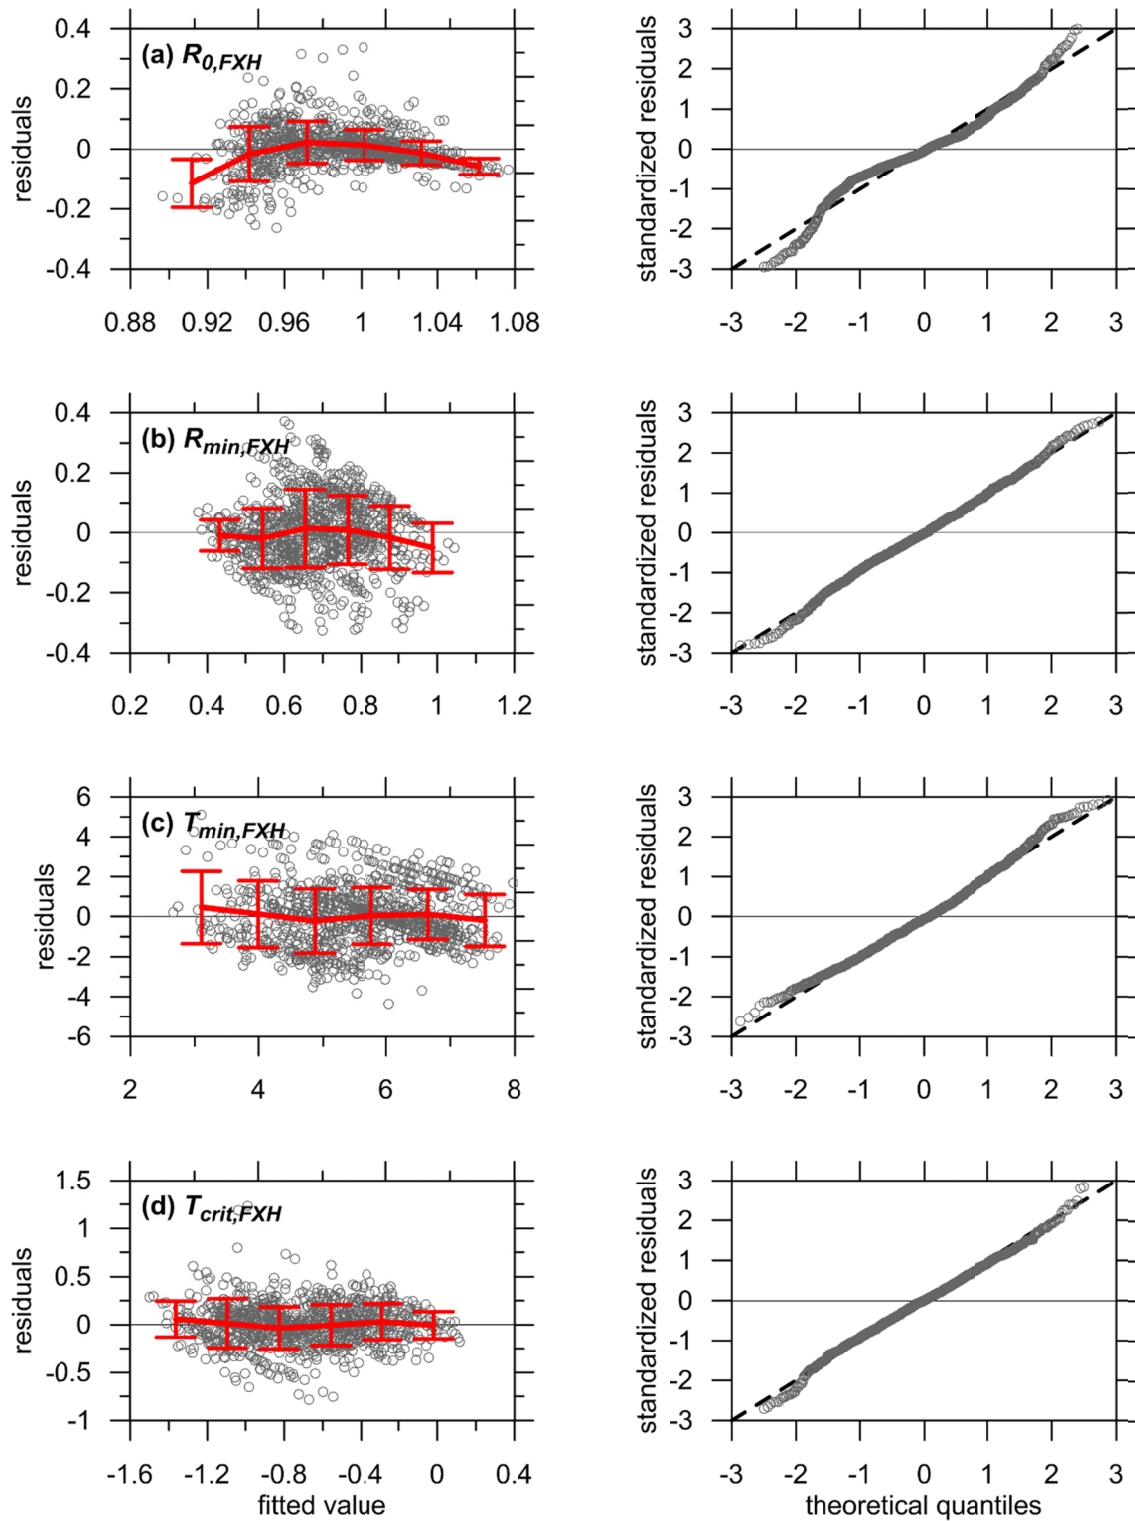 (a) R0,FXH
residuals
0.4
0.2
0
-0.2
-0.4
0.88 0.92 0.96 1 1.04 1.08
standardized residuals
3
2
1
0
-1
-2
-3
-3 -2 -1 0 1 2 3
(b) Rmin,FXH
residuals
0.4
0.2
0
-0.2
-0.4
0.2 0.4 0.6 0.8 1 1.2
standardized residuals
3
2
1
0
-1
-2
-3
-3 -2 -1 0 1 2 3
(c) Tmin,FXH
residuals
6
4
2
0
-2
-4
-6
2 4 6 8
standardized residuals
3
2
1
0
-1
-2
-3
-3 -2 -1 0 1 2 3
(d) Tcrit,FXH
residuals
1.5
1
0.5
0
-0.5
-1
-1.6 -1.2 -0.8 -0.4 0 0.4
fitted value
standardized residuals
3
2
1
0
-1
-2
-3
-3 -2 -1 0 1 2 3
theoretical quantiles